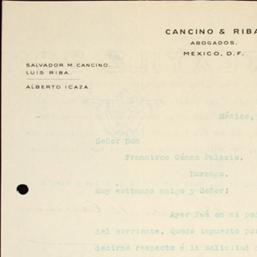 CANCINO & RIBA
ABOGADOS.
MEXICO, D. F.
SALVADOR M. CANCINO.
LUIS RIBA.
ALBERTO ICAZA.
México,
Señor Don
Francisco Gómez Palacio.
Durango.
Muy estimado amigo y Señor:
Ayer fué en mi po
del corriente. Quedo impuesto po
decirme respecto á la solicitud